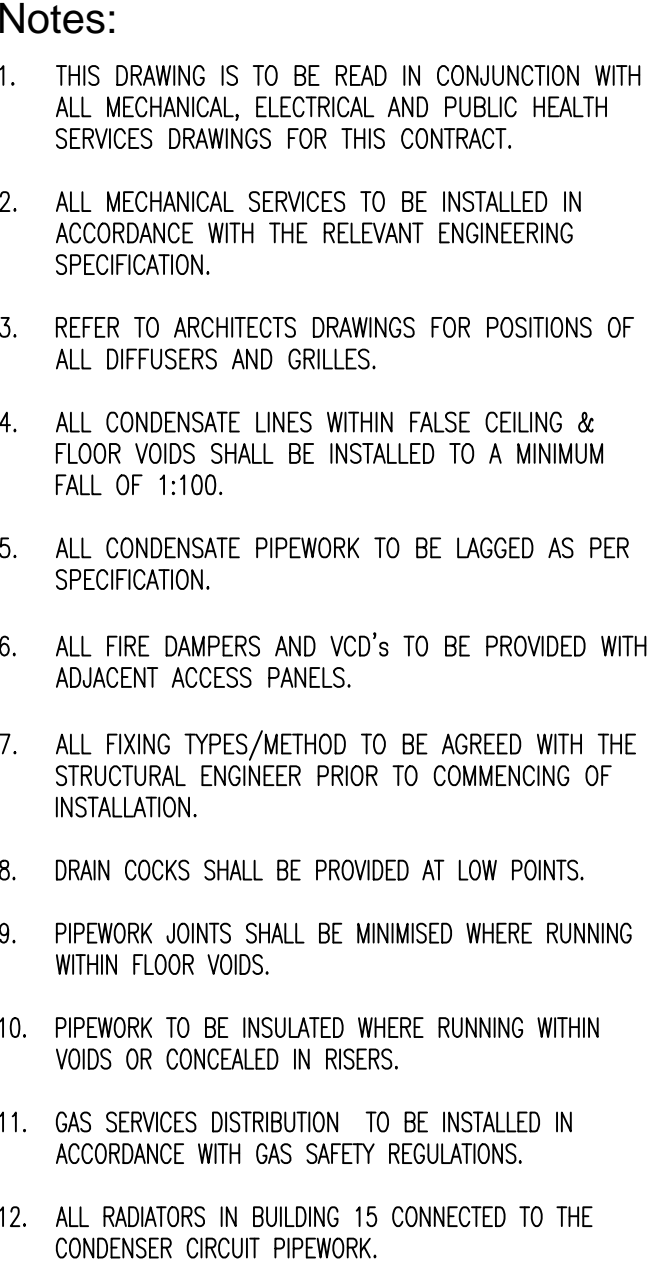 Notes:
1. THIS DRAWING IS TO BE READ IN CONJUNCTION WITH
ALL MECHANICAL, ELECTRICAL AND PUBLIC HEALTH
SERVICES DRAWINGS FOR THIS CONTRACT.
2. ALL MECHANICAL SERVICES TO BE INSTALLED IN
ACCORDANCE WITH THE RELEVANT ENGINEERING
SPECIFICATION.
3. REFER TO ARCHITECTS DRAWINGS FOR POSITIONS OF
ALL DIFFUSERS AND GRILLES.
4. ALL CONDENSATE LINES WITHIN FALSE CEILING &
FLOOR VOIDS SHALL BE INSTALLED TO A MINIMUM
FALL OF 1:100.
5. ALL CONDENSATE PIPEWORK TO BE LAGGED AS PER
SPECIFICATION.
6. ALL FIRE DAMPERS AND VCD's TO BE PROVIDED WITH
ADJACENT ACCESS PANELS.
7. ALL FIXING TYPES/METHOD TO BE AGREED WITH THE
STRUCTURAL ENGINEER PRIOR TO COMMENCING OF
INSTALLATION.
8. DRAIN COCKS SHALL BE PROVIDED AT LOW POINTS.
9. PIPEWORK JOINTS SHALL BE MINIMISED WHERE RUNNING
WITHIN FLOOR VOIDS.
10. PIPEWORK TO BE INSULATED WHERE RUNNING WITHIN
VOIDS OR CONCEALED IN RISERS.
11. GAS SERVICES DISTRIBUTION TO BE INSTALLED IN
ACCORDANCE WITH GAS SAFETY REGULATIONS.
12. ALL RADIATORS IN BUILDING 15 CONNECTED TO THE
CONDENSER CIRCUIT PIPEWORK.